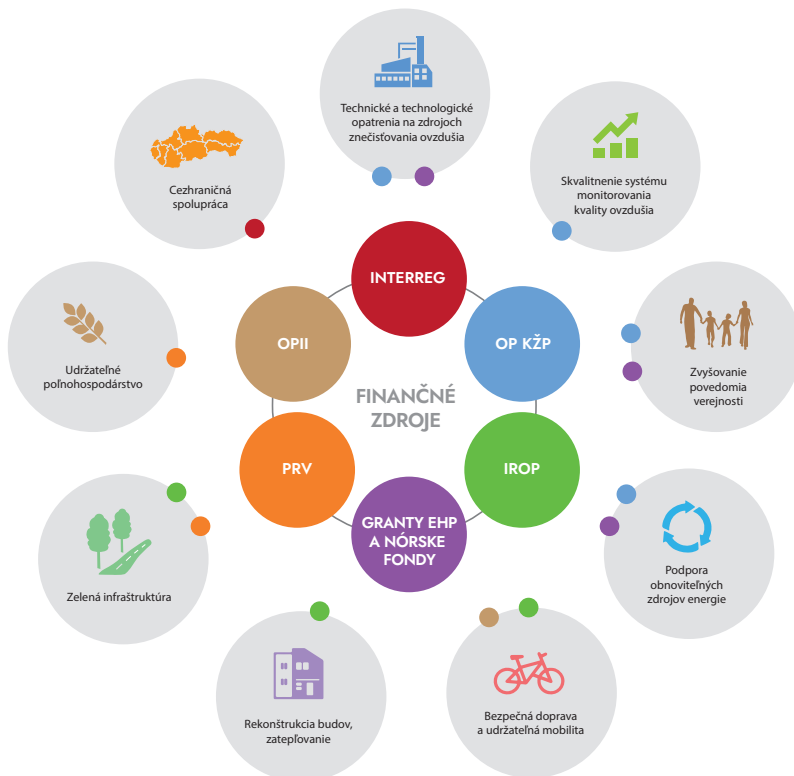 Technické a technologické
opatrenia na zdrojoch
znečisťovania ovzdušia
Skvalitnenie systému
monitorovania
kvality ovzdušia
Cezhraničná
spolupráca
INTERREG
OPII
OP KŽP
Udržateľné
poľnohospodárstvo
Zvyšovanie
povedomia
verejnosti
FINANČNÉ
ZDROJE
PRV
IROP
GRANTY EHP
A NÓRSKE
FONDY
Zelená infraštruktúra
Podpora
obnoviteľných
zdrojov energie
Rekonštrukcia budov,
zatepľovanie
Bezpečná doprava
a udržateľná mobilita